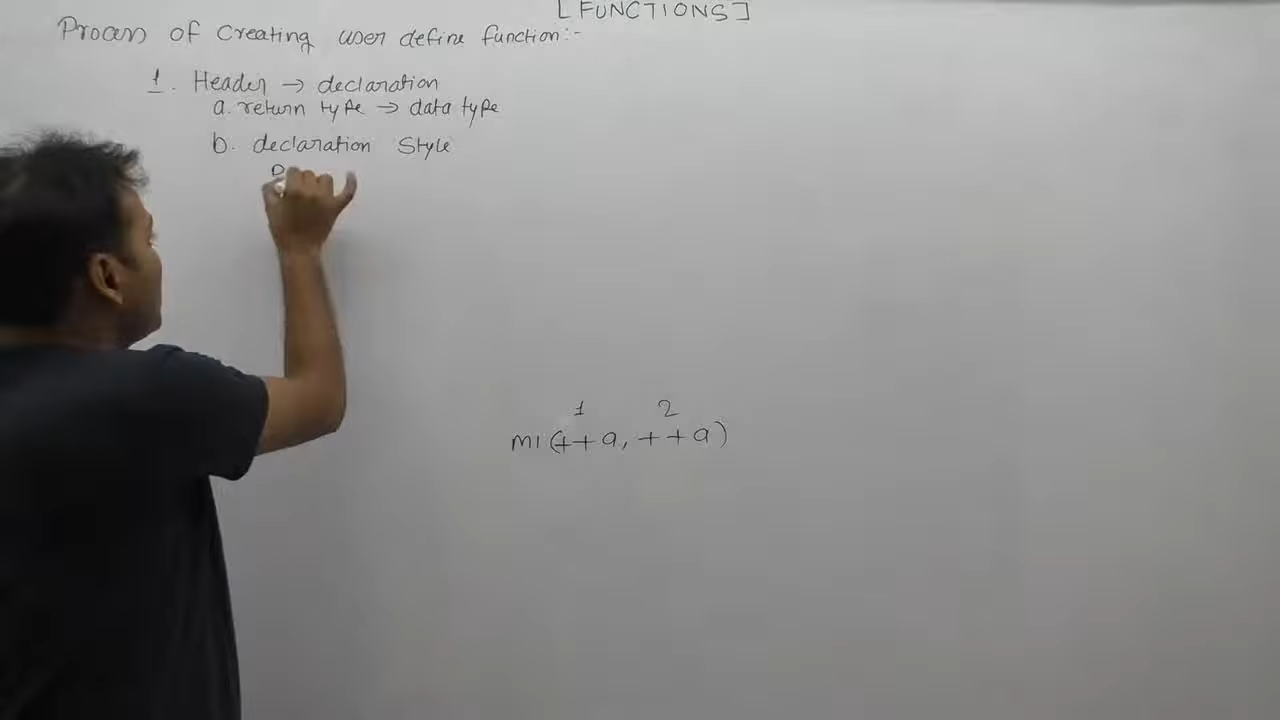 [FUNCTIONS]
Process of Creating user define function:-
1. Header → declaration
a. return type → data type
b. declaration Style
1 2
m1(++a, ++a)